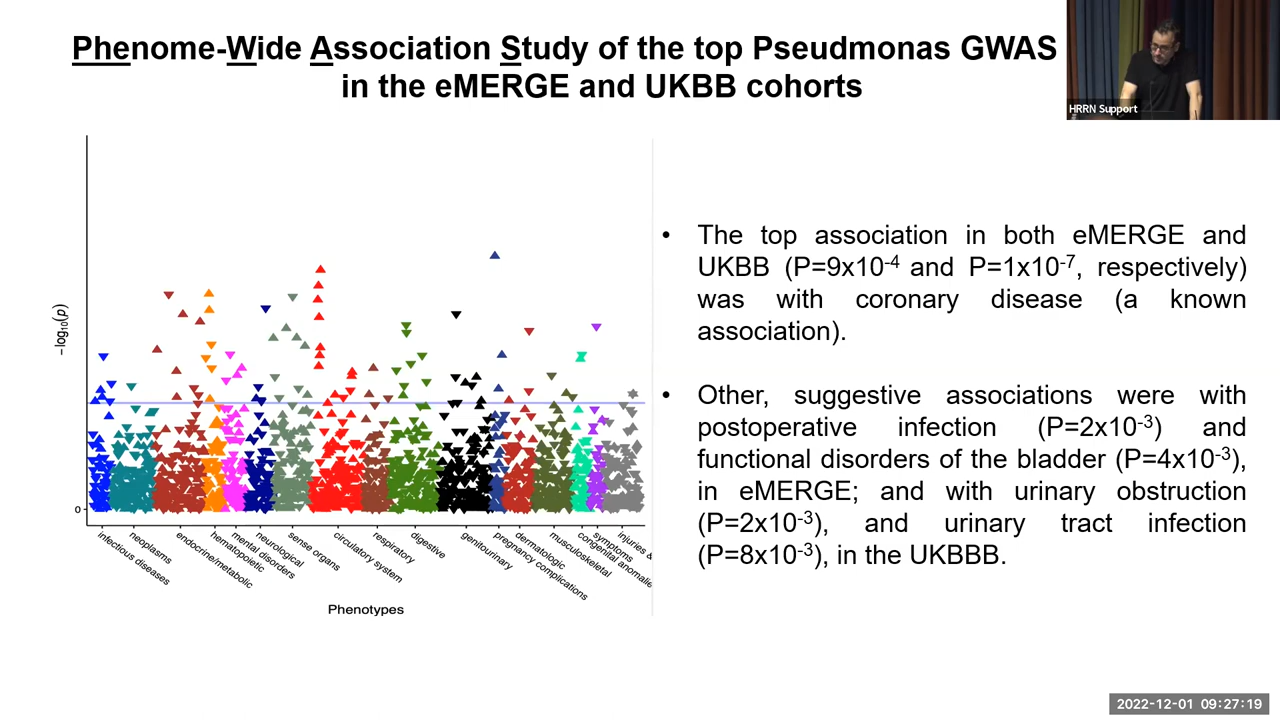 Phenome-Wide Association Study of the top Pseudmonas GWAS
in the eMERGE and UKBB cohorts
HRRN Support
−log10(p)
0
infectious diseases
neoplasms
endocrine/metabolic
hematopoietic
mental disorders
neurological
sense organs
circulatory system
respiratory
digestive
genitourinary
pregnancy complications
dermatologic
musculoskeletal
congenital anomalie
symptoms
injuries &
Phenotypes
• The top association in both eMERGE and
UKBB (P=9x10-4 and P=1x10-7, respectively)
was with coronary disease (a known
association).
• Other, suggestive associations were with
postoperative infection (P=2x10-3) and
functional disorders of the bladder (P=4x10-3),
in eMERGE; and with urinary obstruction
(P=2x10-3), and urinary tract infection
(P=8x10-3), in the UKBBB.
2022-12-01 09:27:19